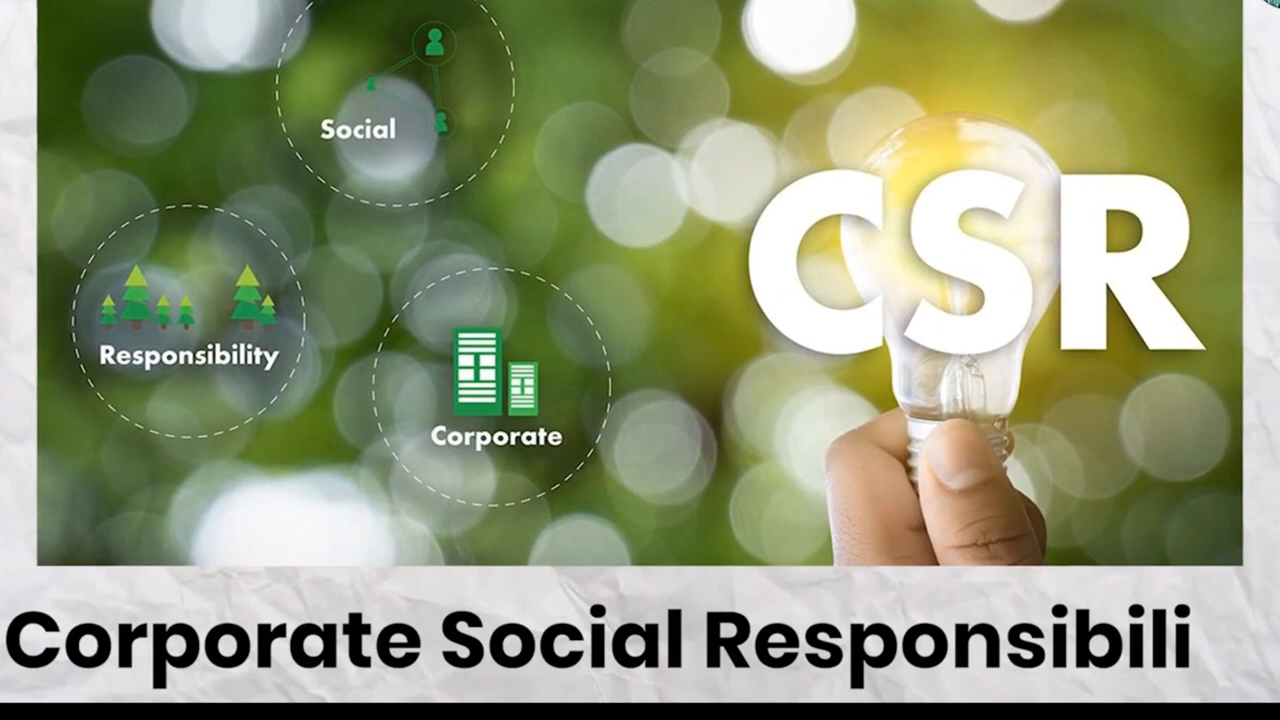 Social
CSR
Responsibility
Corporate
Corporate Social Responsibili